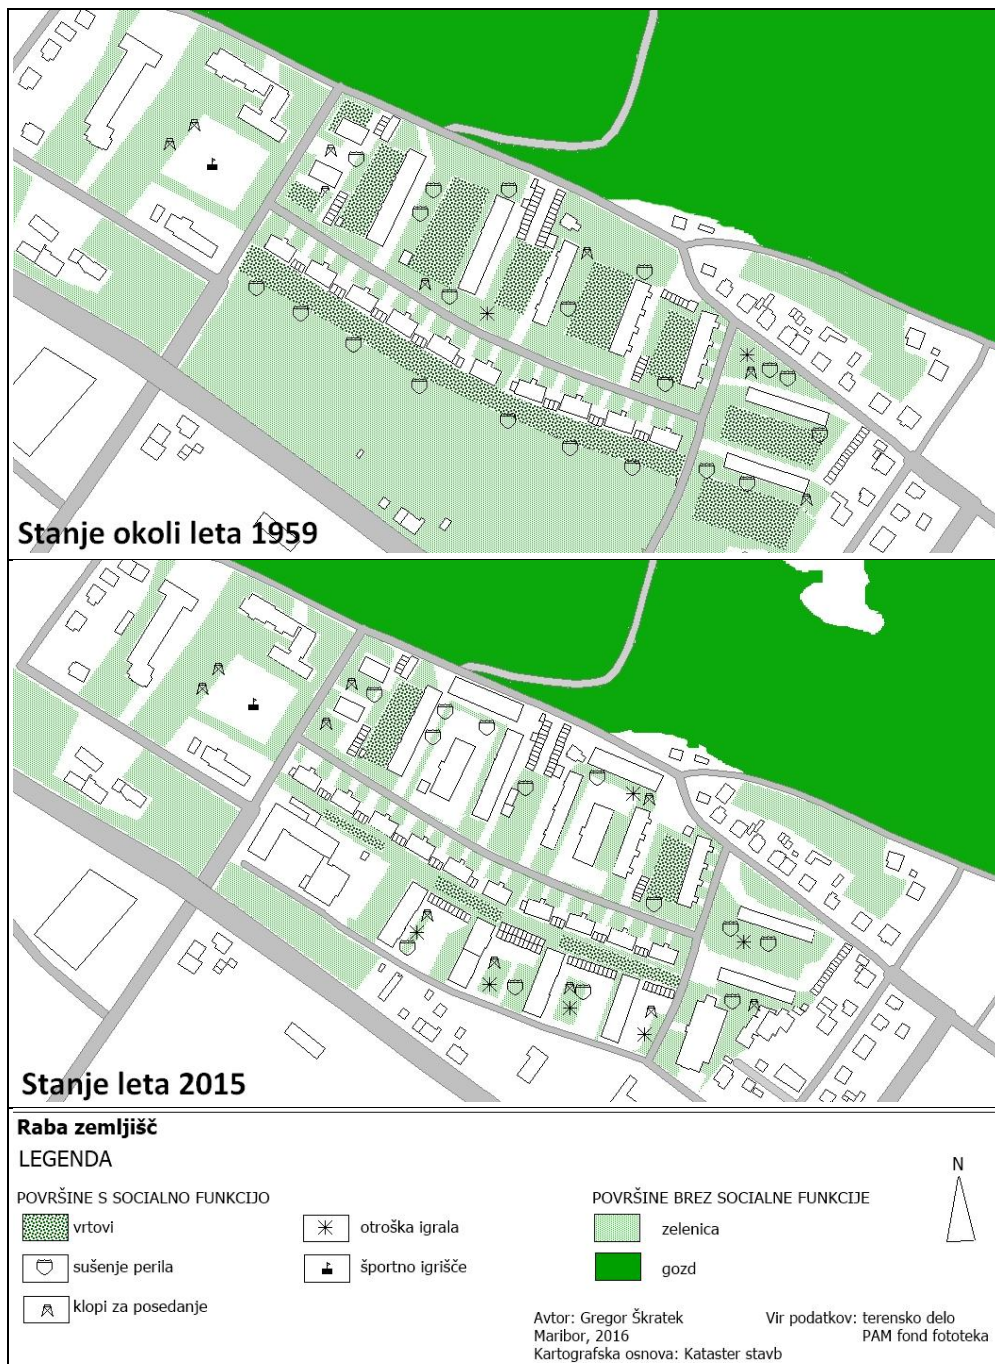 Stanje okoli leta 1959
Stanje leta 2015
Raba zemljišč
LEGENDA
N
POVRŠINE S SOCIALNO FUNKCIJO
POVRŠINE BREZ SOCIALNE FUNKCIJE
vrtovi
otroška igrala
zelenica
sušenje perila
športno igrišče
gozd
klopi za posedanje
Avtor: Gregor Škratek
Vir podatkov: terensko delo
Maribor, 2016
PAM fond fototeka
Kartografska osnova: Kataster stavb